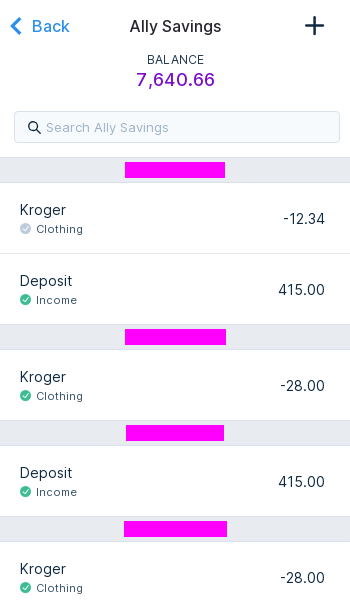 Back
Ally Savings
BALANCE
7,640.66
Search Ally Savings
Kroger
-12.34
Clothing
Deposit
415.00
Income
Kroger
-28.00
Clothing
Deposit
415.00
Income
Kroger
-28.00
Clothing